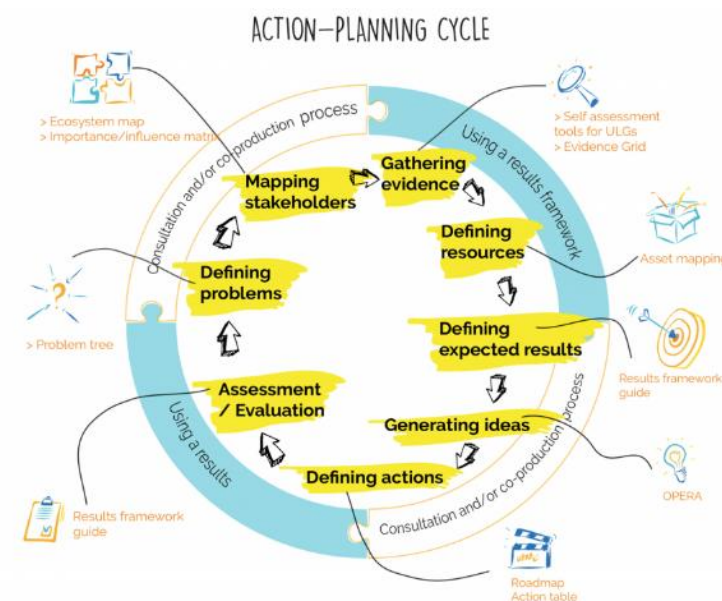 ACTION-PLANNING CYCLE
> Ecosystem map
> Importance/influence matrix
Consultation and/or co-production process
Using a results framework
> Self assessment
tools for ULGs
> Evidence Grid
Mapping
stakeholders
Gathering
evidence
Defining
resources
Asset mapping
Defining
problems
> Problem tree
Defining
expected results
Results framework
guide
Assessment
/ Evaluation
Generating ideas
OPERA
Defining actions
Using a results
Consultation and/or co-production process
Results framework
guide
Roadmap
Action table